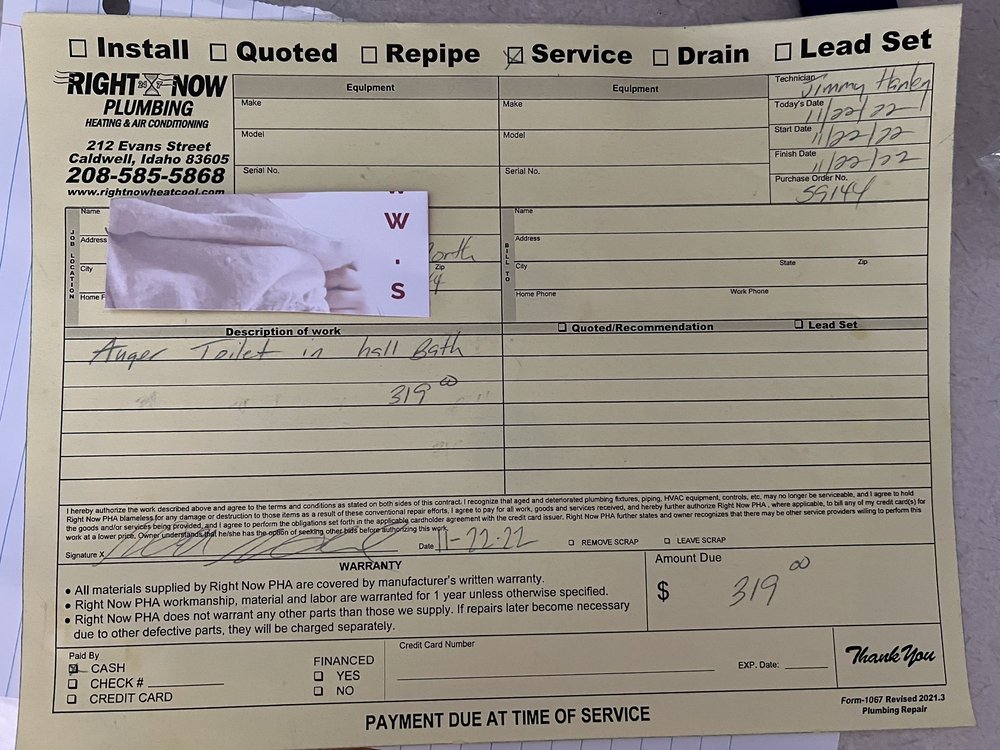 ☐ Install ☐ Quoted ☐ Repipe ☑ Service ☐ Drain ☐ Lead Set
RIGHT 24/7 NOW
PLUMBING
HEATING & AIR CONDITIONING
212 Evans Street
Caldwell, Idaho 83605
208-585-5868
www.rightnowheatcool.com
Equipment
Make
Model
Serial No.
Equipment
Make
Model
Serial No.
Technician Jimmy
Today's Date 11/22/22
Start Date 11/22/22
Finish Date 11/22/22
Purchase Order No.
59144
JOB LOCATION
Name
Address
City
Zip
Home
W
.
S
BILL TO
Name
Address
City State Zip
Home Phone Work Phone
Description of work
Auger Toilet in hall Bath
319 00
☐ Quoted/Recommendation ☐ Lead Set
I hereby authorize the work described above and agree to the terms and conditions as stated on both sides of this contract. I recognize that aged and deteriorated plumbing fixtures, piping, HVAC equipment, controls, etc. may no longer be serviceable, and I agree to hold
Right Now PHA blameless for any damage or destruction to those items as a result of these conventional repair efforts. I agree to pay for all work, goods and services received, and hereby further authorize Right Now PHA, where applicable, to bill any of my credit card(s) for
the goods and/or services being provided, and I agree to perform the obligations set forth in the applicable cardholder agreement with the credit card issuer. Right Now PHA further states and owner recognizes that there may be other service providers willing to perform this
work at a lower price. Owner understands that he/she has the option of seeking other bids before authorizing this work.
Signature X Date 11-22-22 ☐ REMOVE SCRAP ☐ LEAVE SCRAP
WARRANTY
• All materials supplied by Right Now PHA are covered by manufacturer's written warranty.
• Right Now PHA workmanship, material and labor are warranted for 1 year unless otherwise specified.
• Right Now PHA does not warrant any other parts than those we supply. If repairs later become necessary
due to other defective parts, they will be charged separately.
Amount Due
$ 319 00
Paid By
☒ CASH
☐ CHECK #
☐ CREDIT CARD
FINANCED
☐ YES
☐ NO
Credit Card Number
EXP. Date:
Thank You
PAYMENT DUE AT TIME OF SERVICE
Form-1067 Revised 2021.3
Plumbing Repair